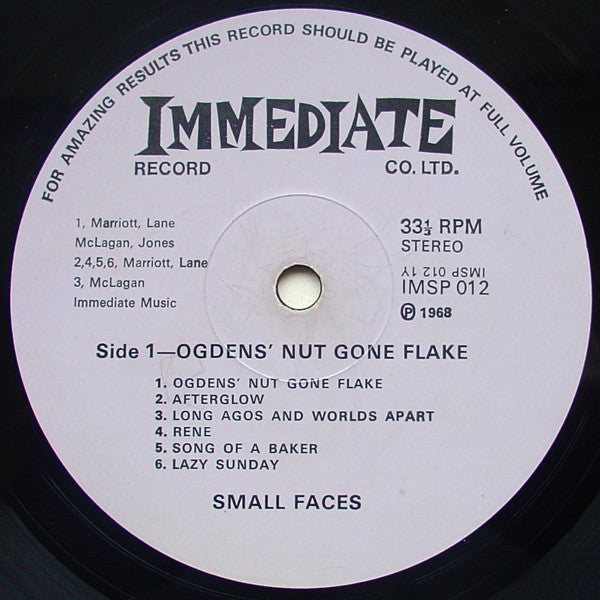 FOR AMAZING RESULTS THIS RECORD SHOULD BE PLAYED AT FULL VOLUME
IMMEDIATE
RECORD CO. LTD.
1, Marriott, Lane
McLagan, Jones
2,4,5,6, Marriott, Lane
3, McLagan
Immediate Music
33⅓ RPM
STEREO
IMSP 012 1Y
IMSP 012
℗ 1968
Side 1—OGDENS' NUT GONE FLAKE
1. OGDENS' NUT GONE FLAKE
2. AFTERGLOW
3. LONG AGOS AND WORLDS APART
4. RENE
5. SONG OF A BAKER
6. LAZY SUNDAY
SMALL FACES